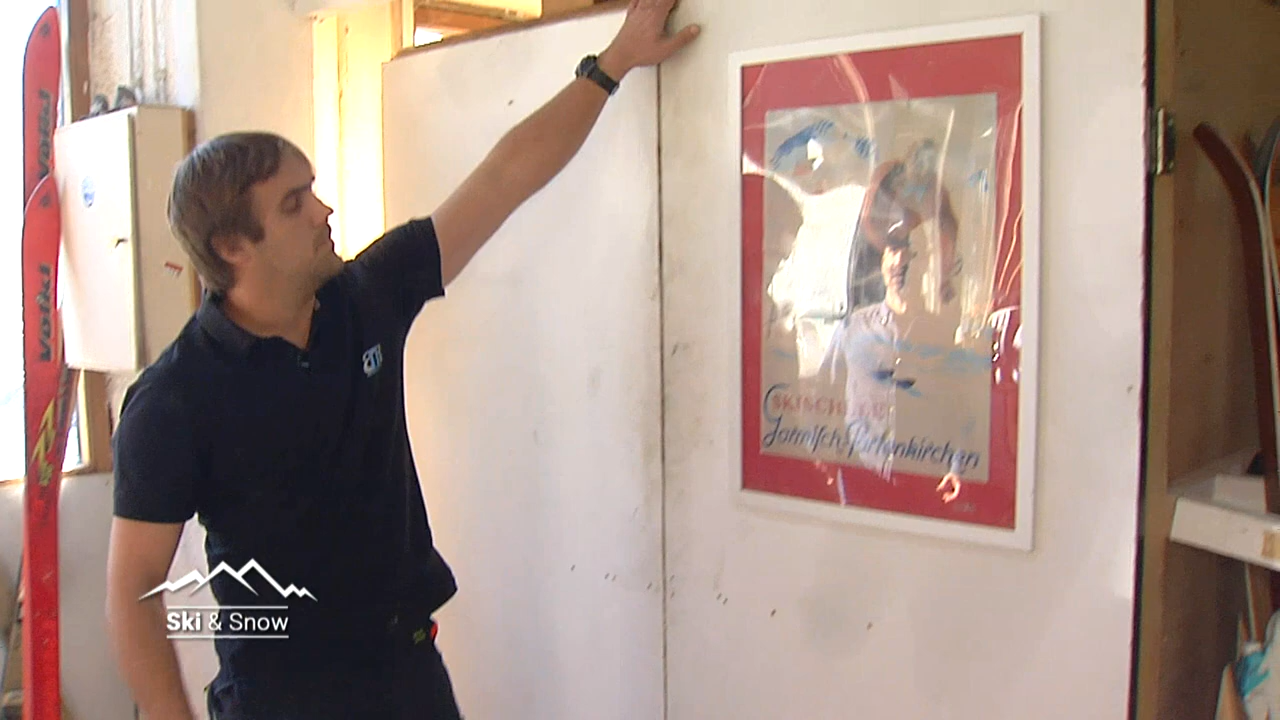 Völkl
Völkl
SKISCHULE
Garmisch-Partenkirchen
Ski & Snow